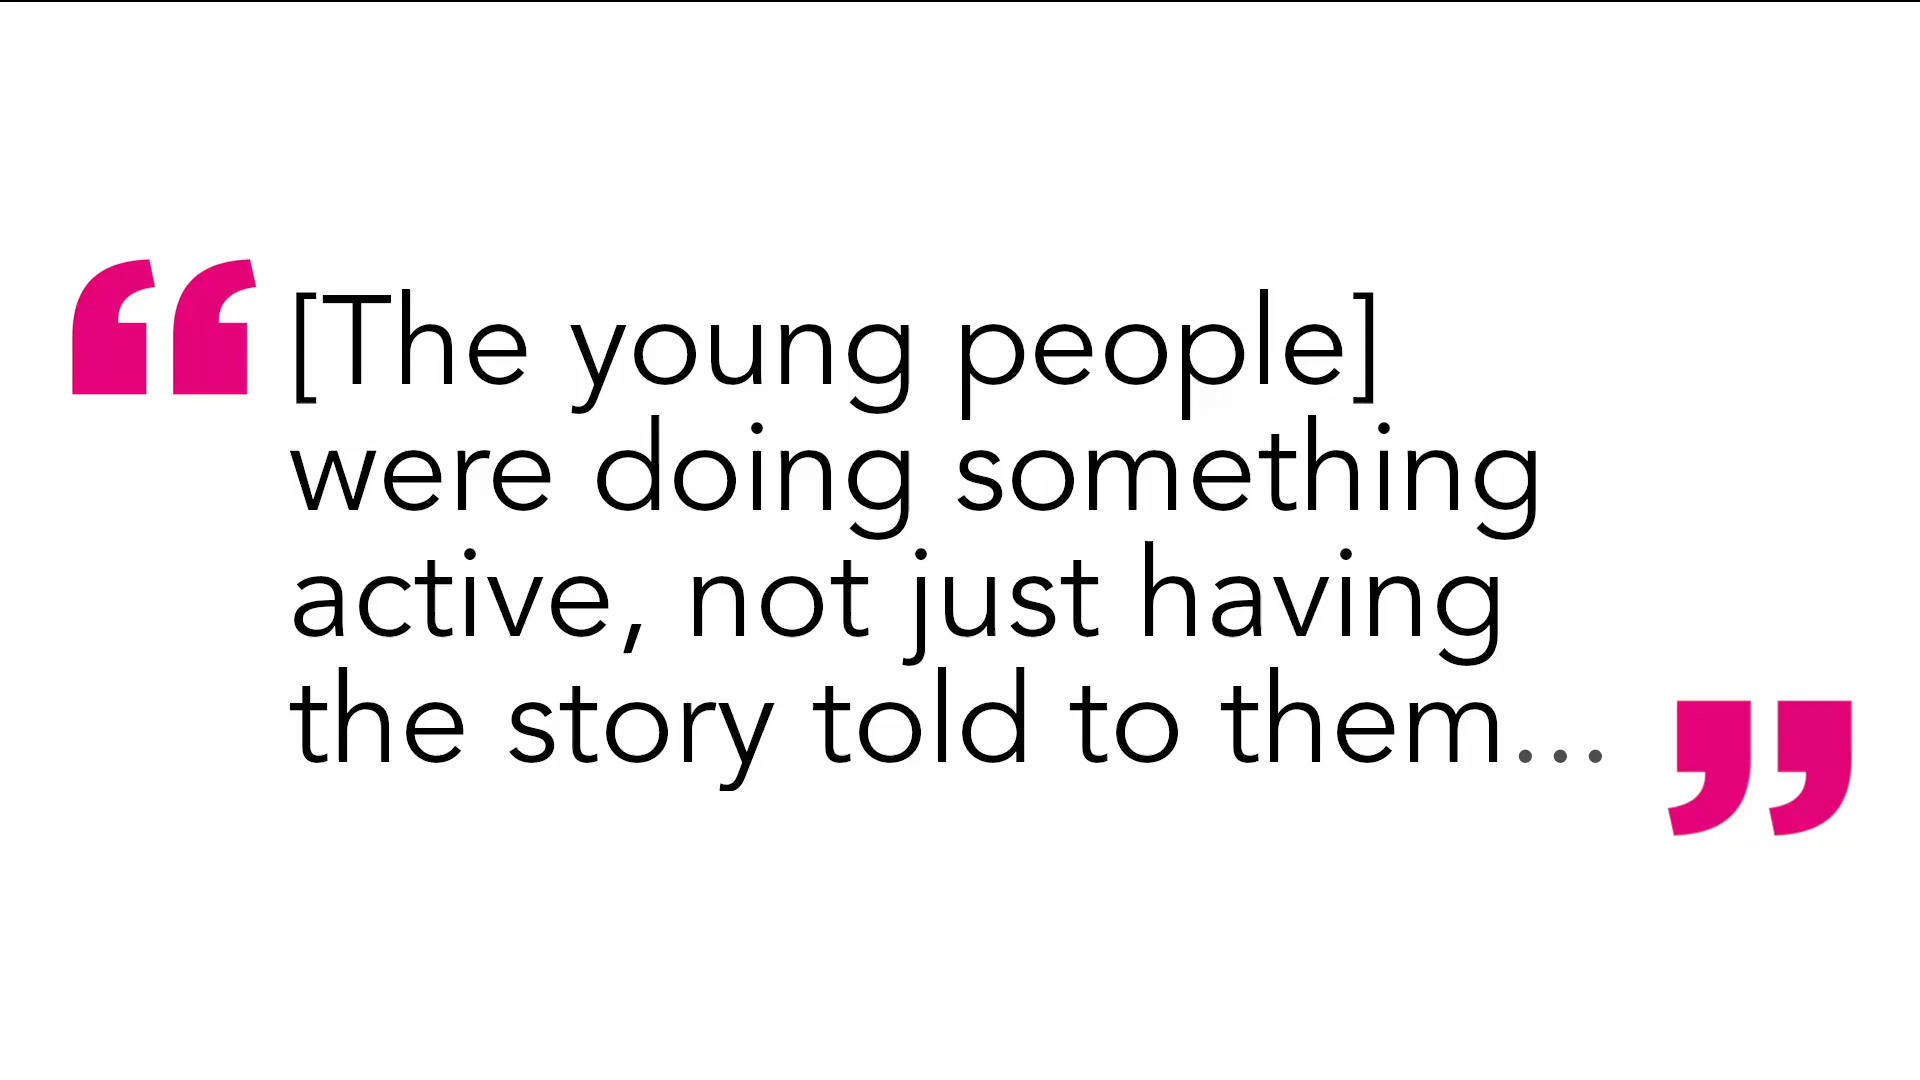 “[The young people]
were doing something
active, not just having
the story told to them...”